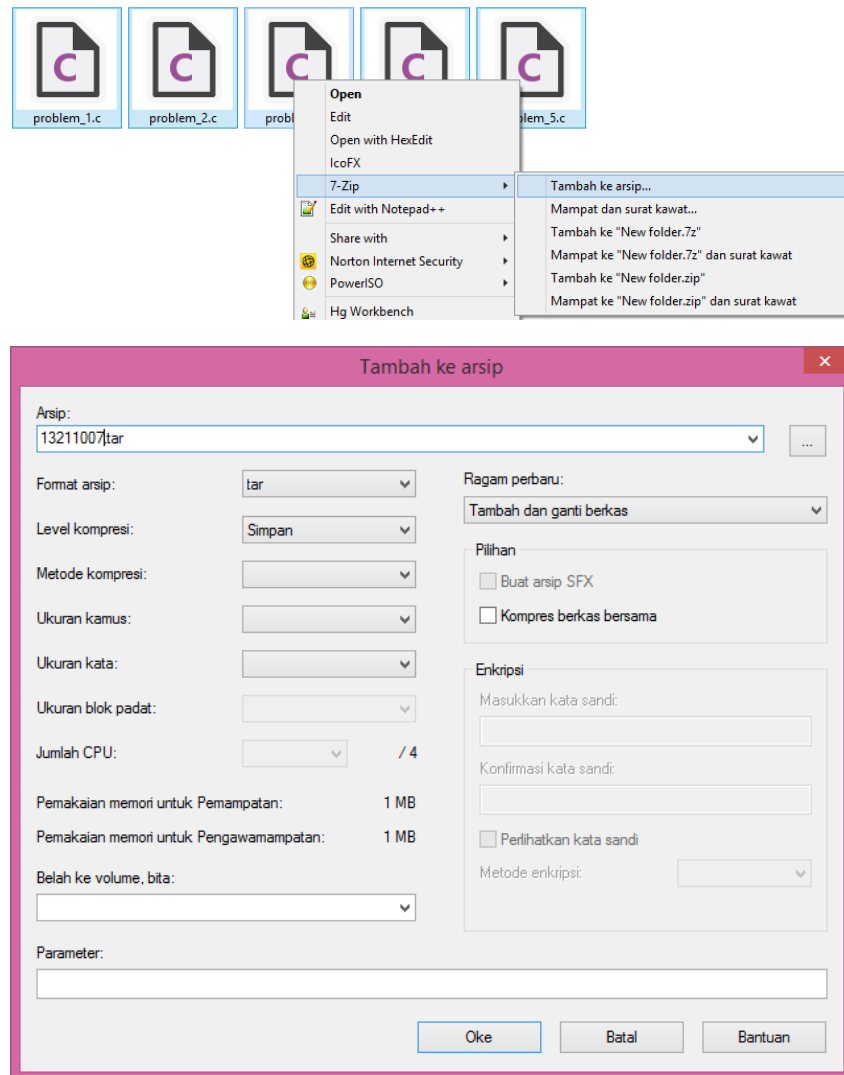 C
C
C
C
C
problem_1.c
problem_2.c
probl
lem_5.c
Open
Edit
Open with HexEdit
IcoFX
7-Zip
Edit with Notepad++
Share with
Norton Internet Security
PowerISO
Hg Workbench
Tambah ke arsip...
Mampat dan surat kawat...
Tambah ke "New folder.7z"
Mampat ke "New folder.7z" dan surat kawat
Tambah ke "New folder.zip"
Mampat ke "New folder.zip" dan surat kawat
Tambah ke arsip
Arsip:
13211007.tar
...
Format arsip:
tar
Level kompresi:
Simpan
Metode kompresi:
Ukuran kamus:
Ukuran kata:
Ukuran blok padat:
Jumlah CPU:
/ 4
Pemakaian memori untuk Pemampatan:
1 MB
Pemakaian memori untuk Pengawamampatan:
1 MB
Belah ke volume, bita:
Ragam perbaru:
Tambah dan ganti berkas
Pilihan
Buat arsip SFX
Kompres berkas bersama
Enkripsi
Masukkan kata sandi:
Konfirmasi kata sandi:
Perlihatkan kata sandi
Metode enkripsi:
Parameter:
Oke
Batal
Bantuan